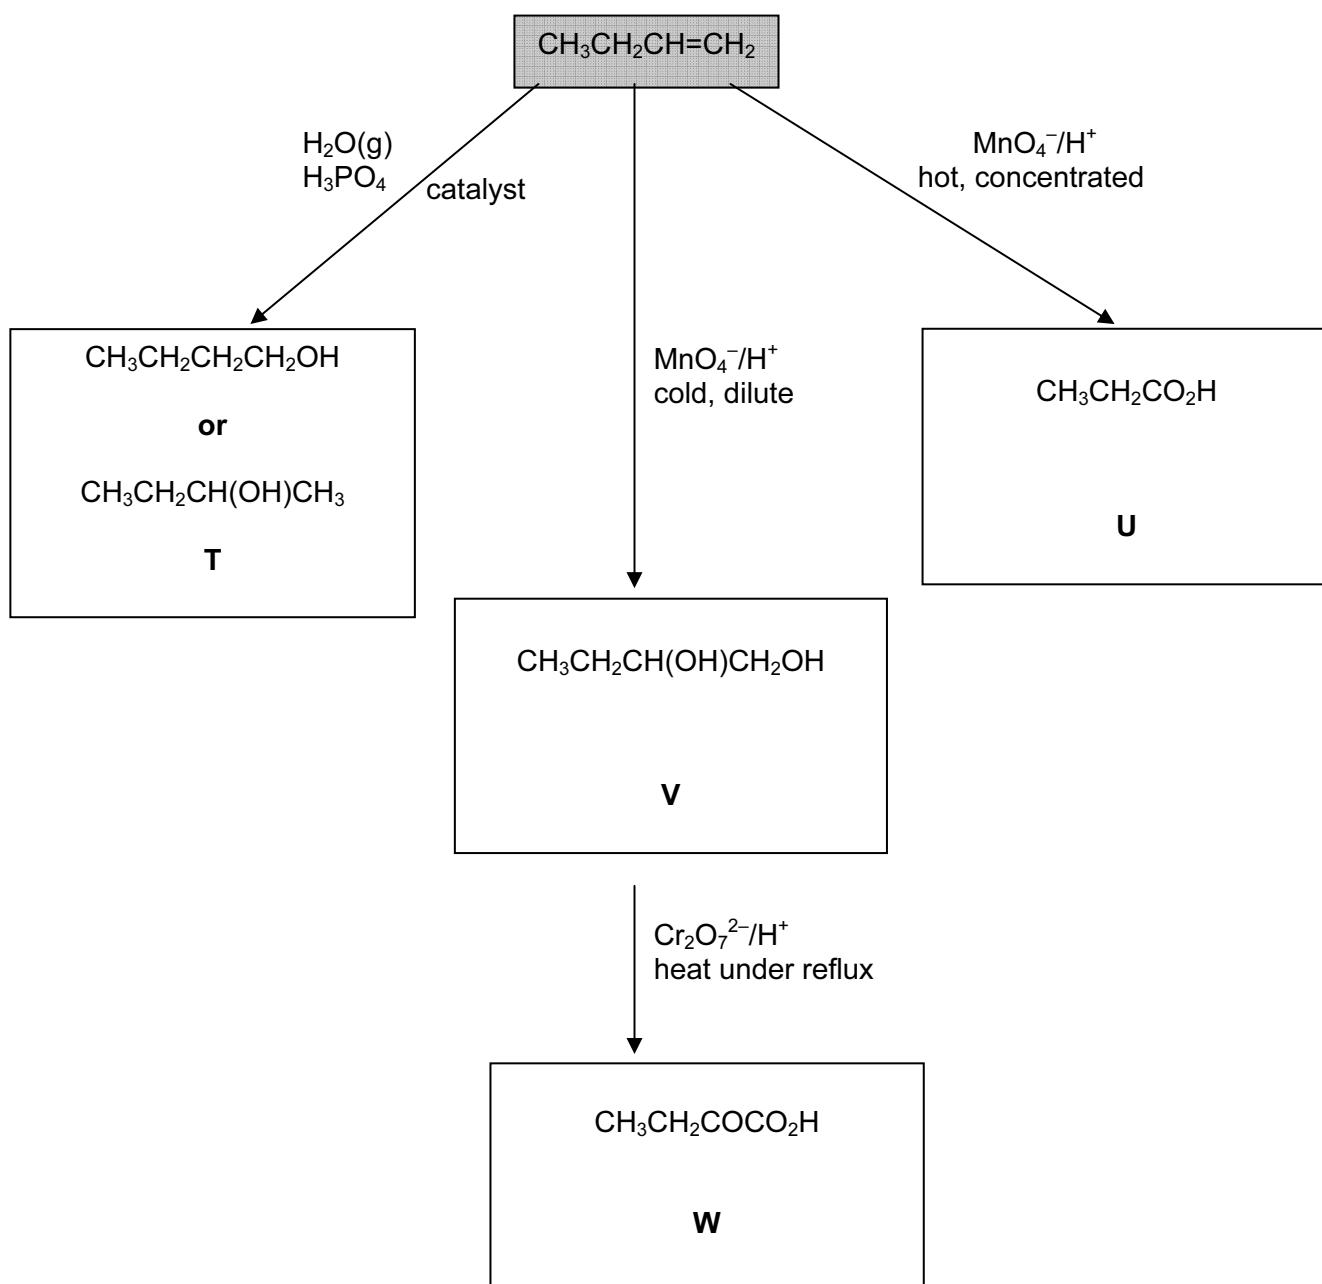 CH₃CH₂CH=CH₂
H₂O(g)
H₃PO₄
catalyst
MnO₄⁻/H⁺
hot, concentrated
CH₃CH₂CH₂CH₂OH
or
CH₃CH₂CH(OH)CH₃
T
MnO₄⁻/H⁺
cold, dilute
CH₃CH₂CO₂H
U
CH₃CH₂CH(OH)CH₂OH
V
Cr₂O₇²⁻/H⁺
heat under reflux
CH₃CH₂COCO₂H
W